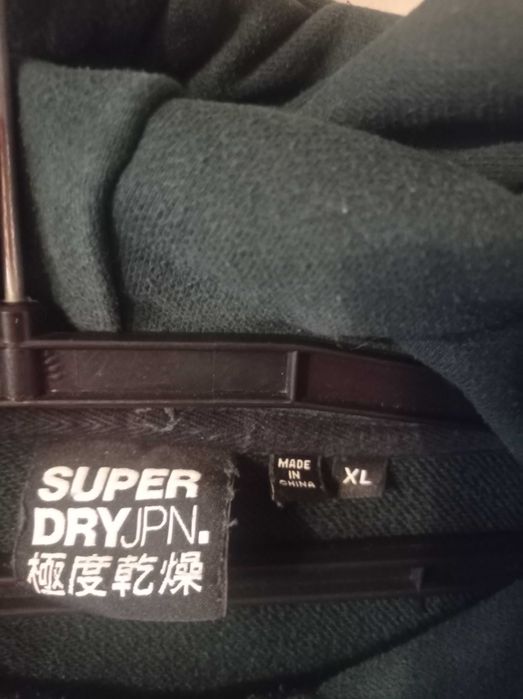 SUPER
DRYJPN.
極度乾燥
MADE
IN
CHINA
XL